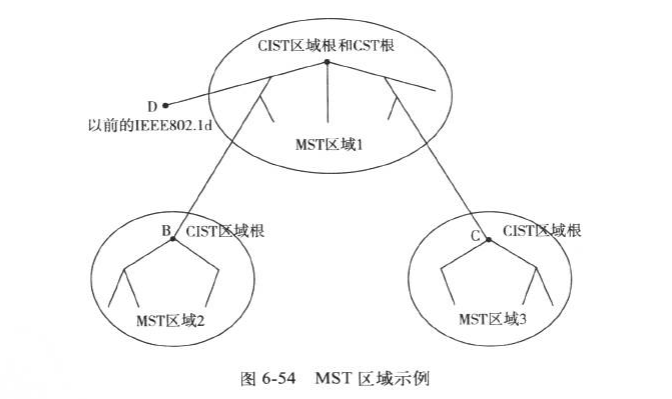 CIST区域根和CST根
D
以前的IEEE802.1d
MST区域1
B CIST区域根
C CIST区域根
MST区域2
MST区域3
图 6-54 MST 区域示例